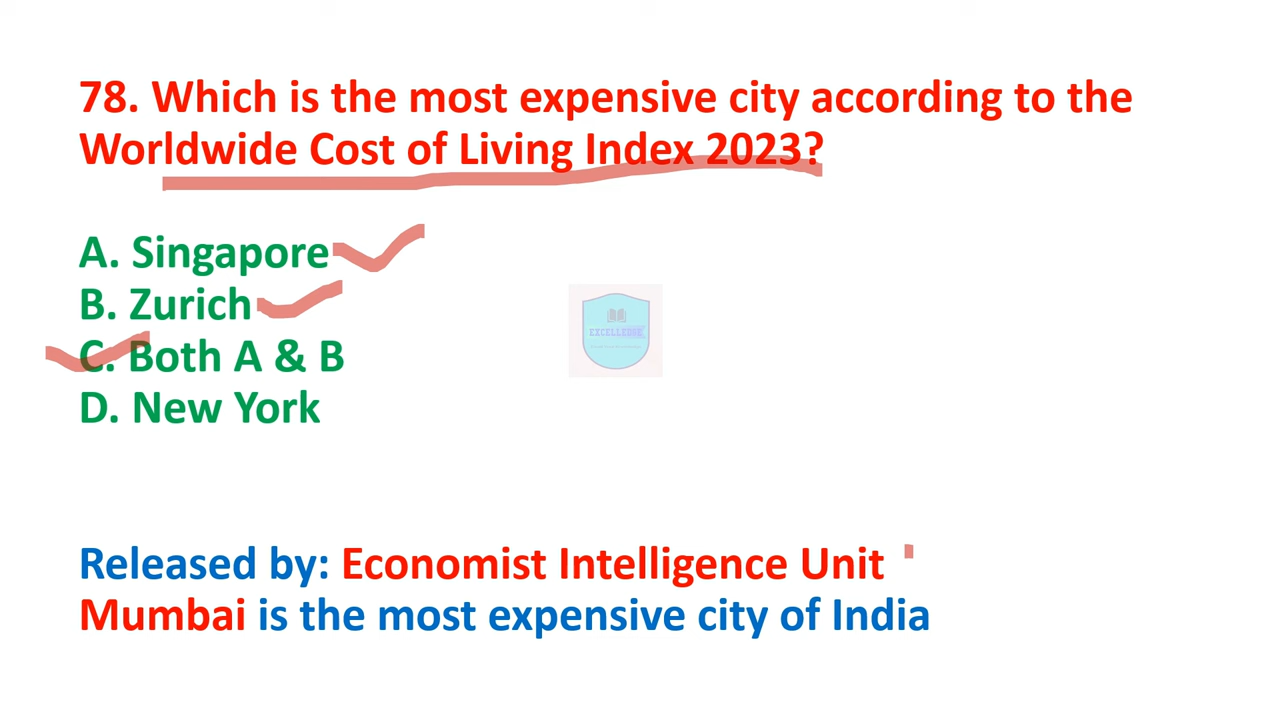 78. Which is the most expensive city according to the
Worldwide Cost of Living Index 2023?
A. Singapore
B. Zurich
C. Both A & B
D. New York
Released by: Economist Intelligence Unit
Mumbai is the most expensive city of India